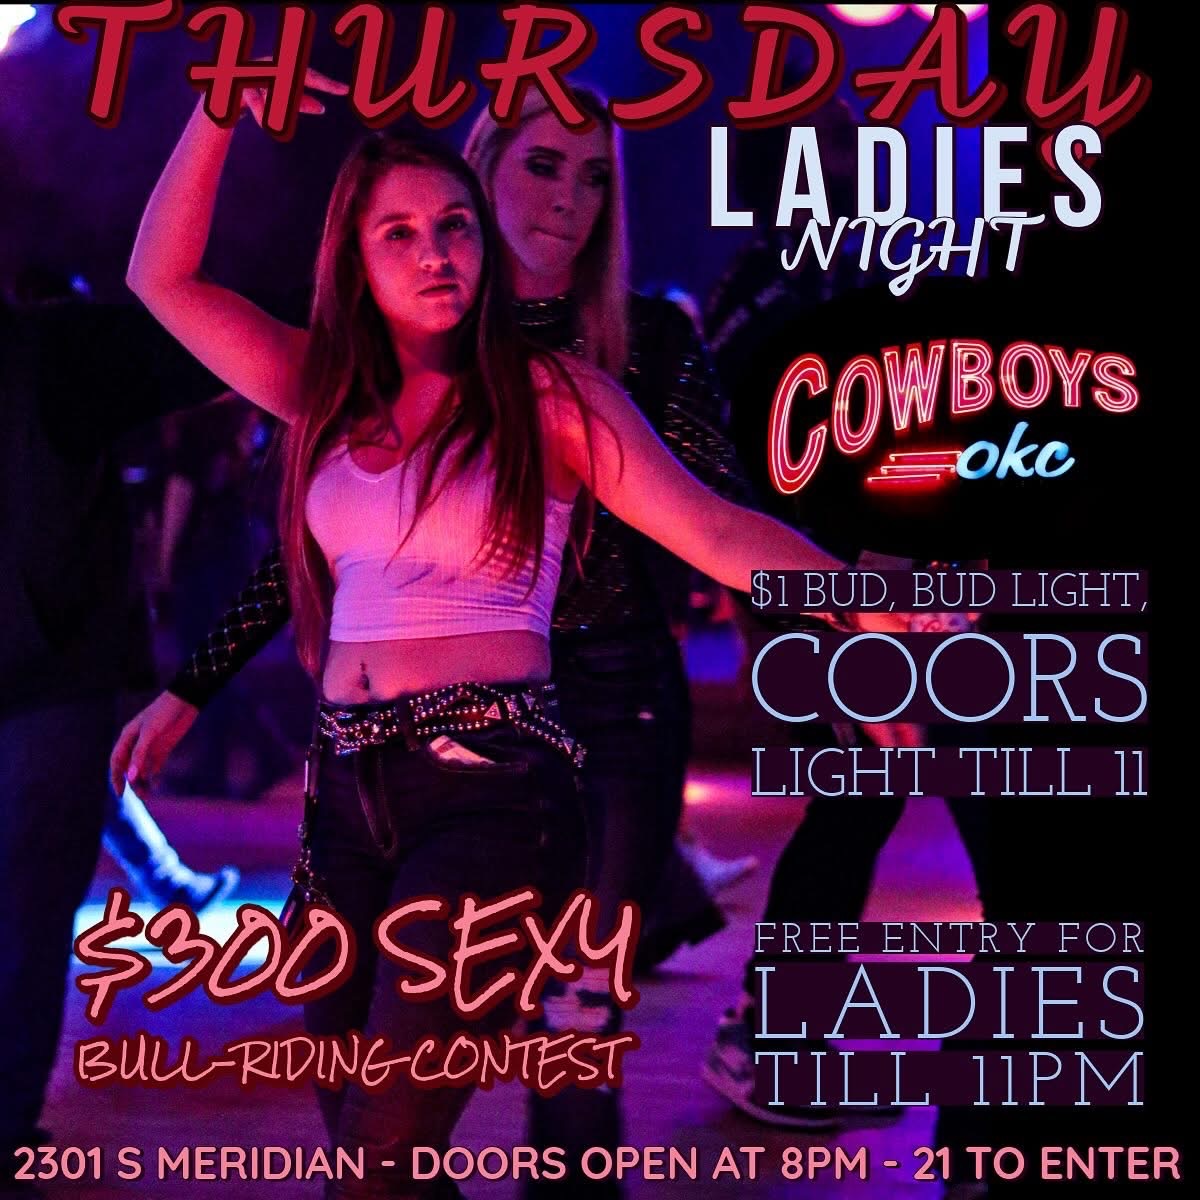 THURSDAY
LADIES
NIGHT
COWBOYS
okc
$1 BUD, BUD LIGHT,
COORS
LIGHT TILL 11
$300 SEXY
BULL-RIDING CONTEST
FREE ENTRY FOR
LADIES
TILL 11PM
2301 S MERIDIAN - DOORS OPEN AT 8PM - 21 TO ENTER